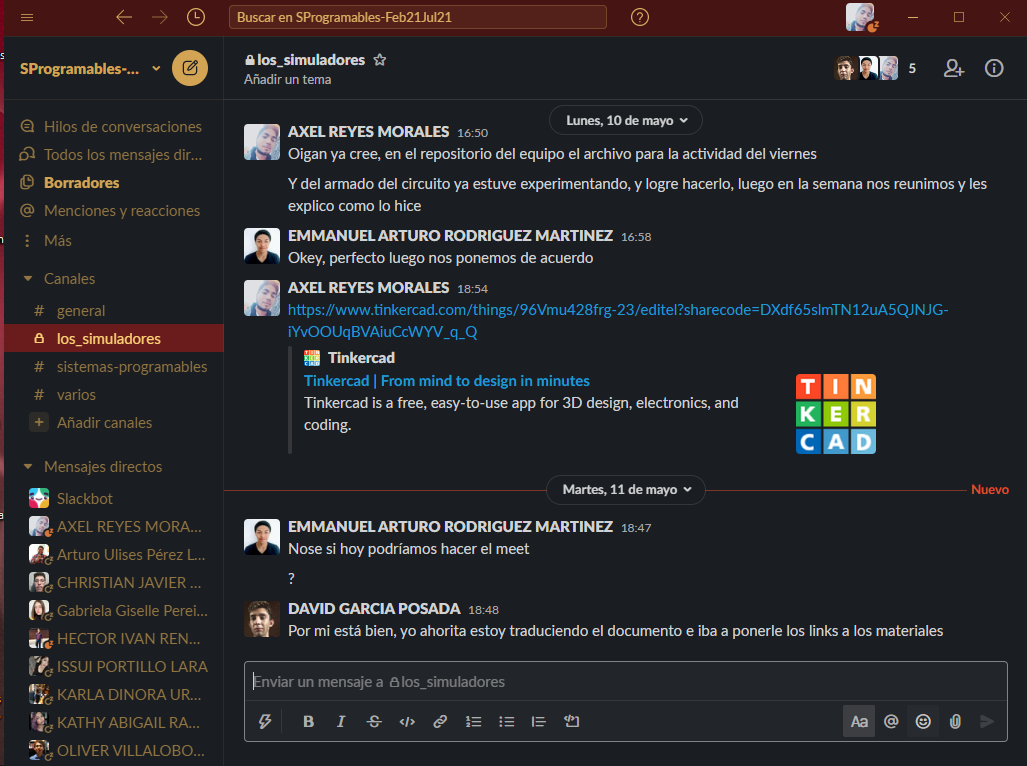 Buscar en SProgramables-Feb21Jul21
SProgramables-...
Hilos de conversaciones
Todos los mensajes dir...
Borradores
Menciones y reacciones
Más
Canales
# general
los_simuladores
# sistemas-programables
# varios
+ Añadir canales
Mensajes directos
Slackbot
AXEL REYES MORA...
Arturo Ulises Pérez L...
CHRISTIAN JAVIER ...
Gabriela Giselle Perei...
HECTOR IVAN REN...
ISSUI PORTILLO LARA
KARLA DINORA UR...
KATHY ABIGAIL RA...
OLIVER VILLALOBO...
los_simuladores
Añadir un tema
5
Lunes, 10 de mayo
AXEL REYES MORALES 16:50
Oigan ya cree, en el repositorio del equipo el archivo para la actividad del viernes
Y del armado del circuito ya estuve experimentando, y logre hacerlo, luego en la semana nos reunimos y les
explico como lo hice
EMMANUEL ARTURO RODRIGUEZ MARTINEZ 16:58
Okey, perfecto luego nos ponemos de acuerdo
AXEL REYES MORALES 18:54
https://www.tinkercad.com/things/96Vmu428frg-23/editel?sharecode=DXdf65slmTN12uA5QJNJG-
iYvOOUqBVAiuCcWYV_q_Q
Tinkercad
Tinkercad | From mind to design in minutes
Tinkercad is a free, easy-to-use app for 3D design, electronics, and
coding.
TIN
KER
CAD
Martes, 11 de mayo
Nuevo
EMMANUEL ARTURO RODRIGUEZ MARTINEZ 18:47
Nose si hoy podríamos hacer el meet
?
DAVID GARCIA POSADA 18:48
Por mi está bien, yo ahorita estoy traduciendo el documento e iba a ponerle los links a los materiales
Enviar un mensaje a los_simuladores
B I S </> Aa @